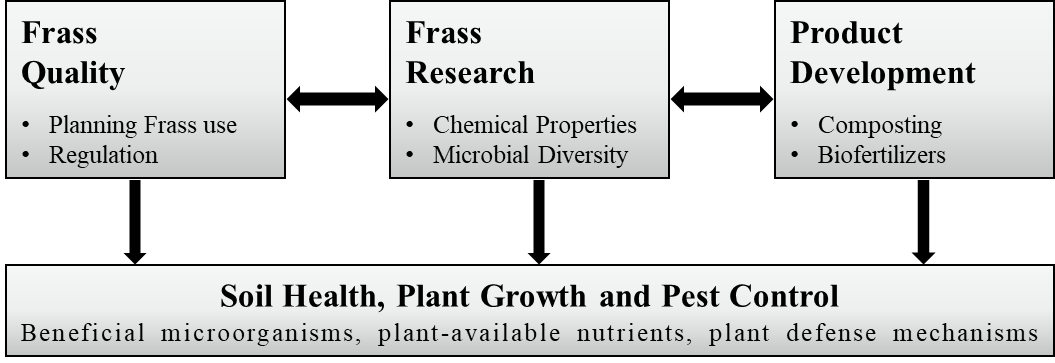 Frass
Quality
• Planning Frass use
• Regulation
Frass
Research
• Chemical Properties
• Microbial Diversity
Product
Development
• Composting
• Biofertilizers
Soil Health, Plant Growth and Pest Control
Beneficial microorganisms, plant-available nutrients, plant defense mechanisms